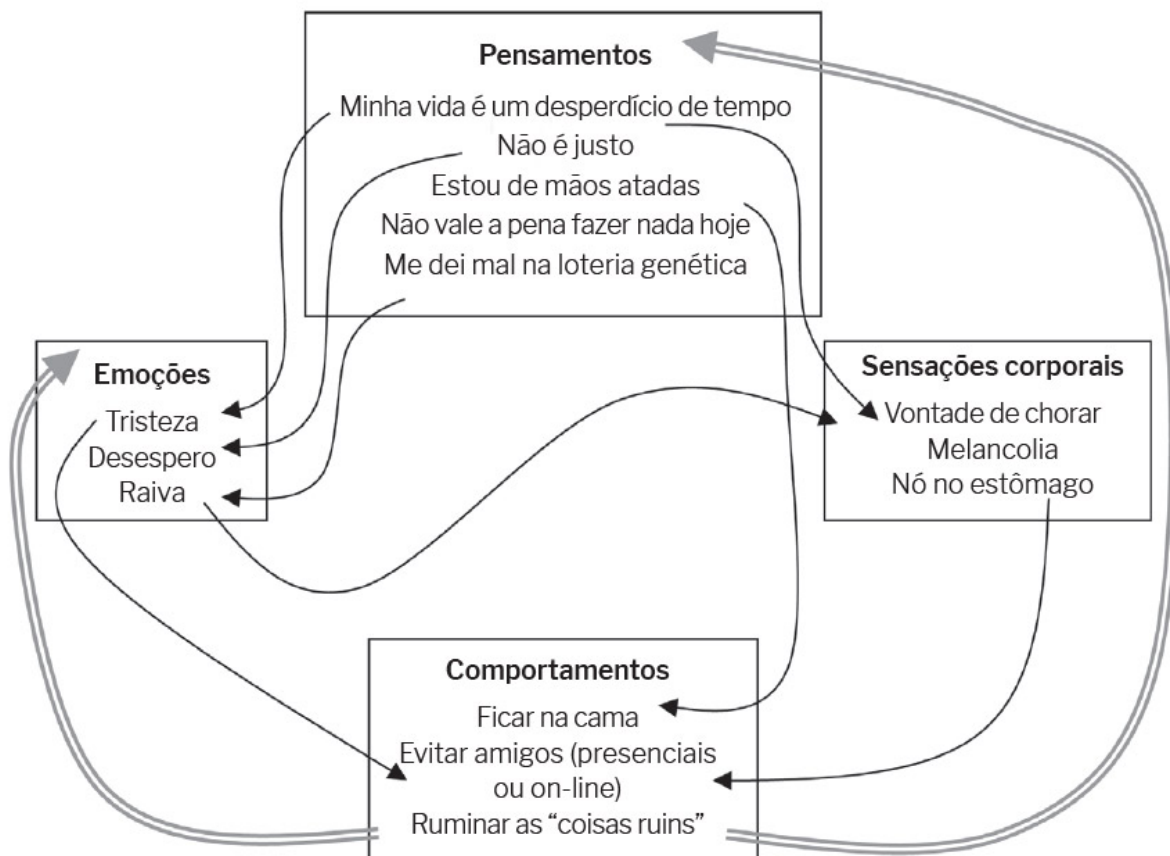 Pensamentos
Minha vida é um desperdício de tempo
Não é justo
Estou de mãos atadas
Não vale a pena fazer nada hoje
Me dei mal na loteria genética
Emoções
Tristeza
Desespero
Raiva
Sensações corporais
Vontade de chorar
Melancolia
Nó no estômago
Comportamentos
Ficar na cama
Evitar amigos (presenciais
ou on-line)
Ruminar as “coisas ruins”